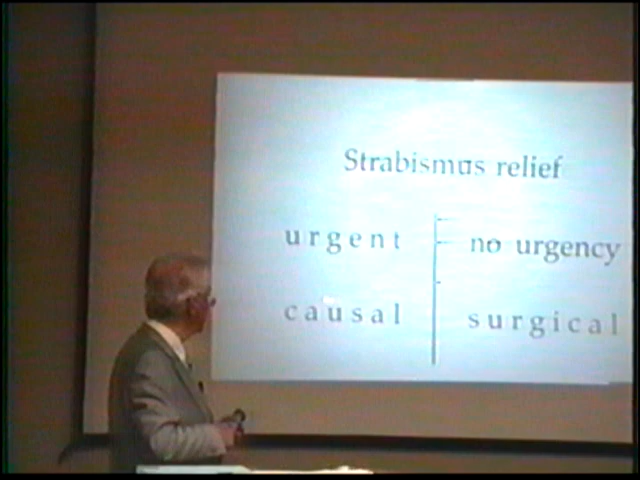 Strabismus relief
urgent no urgency
causal surgical